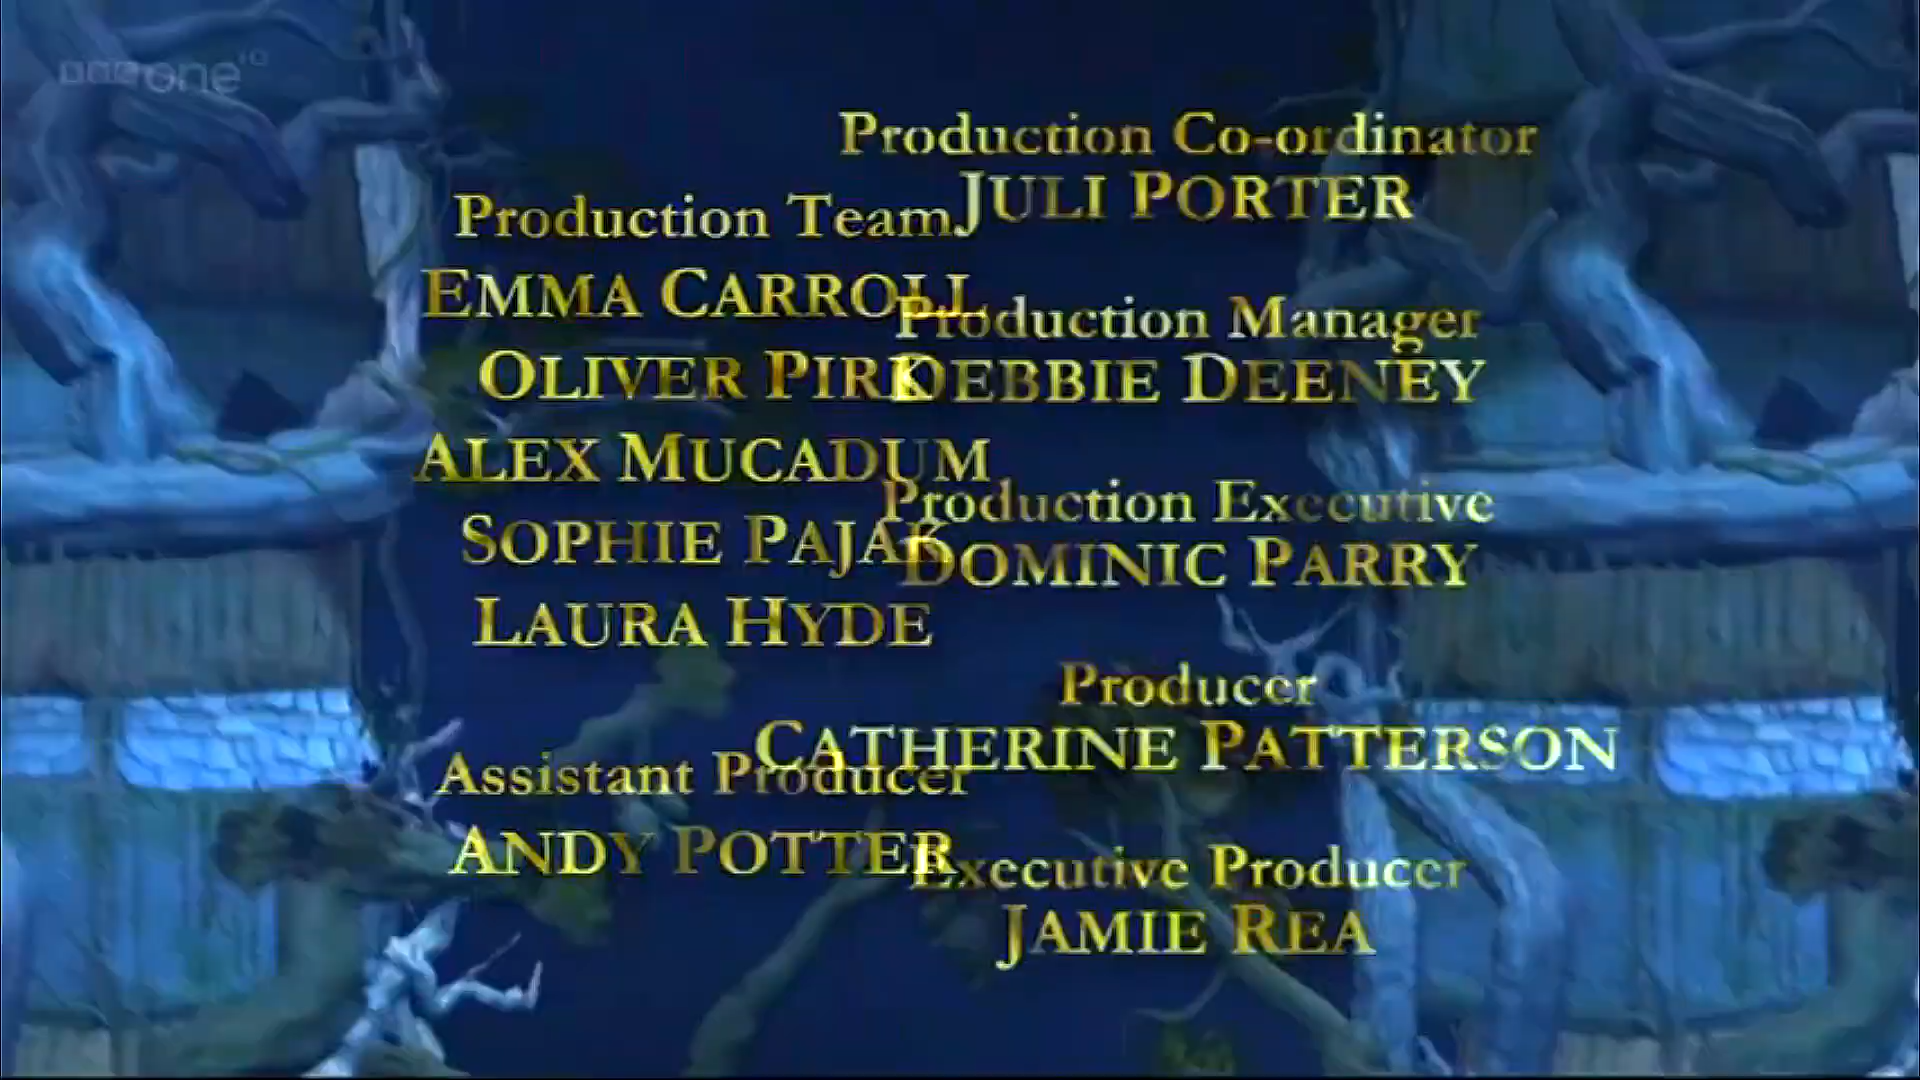 BBC one
Production Team
EMMA CARROLL
OLIVER PIRK
ALEX MUCADUM
SOPHIE PAJAK
LAURA HYDE
Assistant Producer
ANDY POTTER
Production Co-ordinator
JULI PORTER
Production Manager
DEBBIE DEENEY
Production Executive
DOMINIC PARRY
Producer
CATHERINE PATTERSON
Executive Producer
JAMIE REA